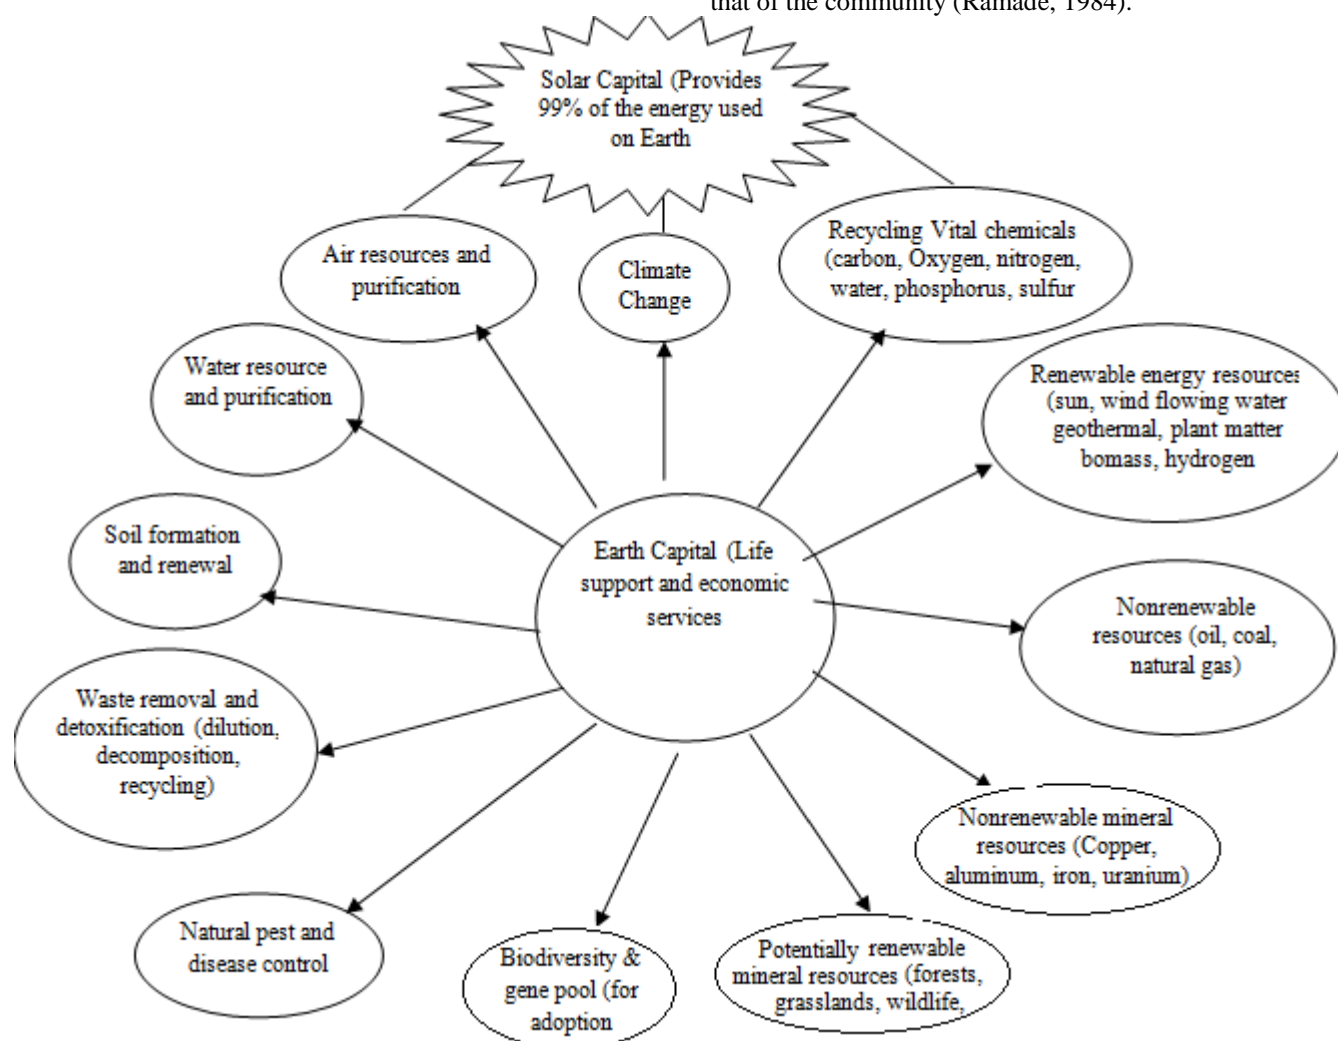 that of the community (Ramade, 1984).
Solar Capital (Provides
99% of the energy used
on Earth
Air resources and
purification
Climate
Change
Recycling Vital chemicals
(carbon, Oxygen, nitrogen,
water, phosphorus, sulfur
Water resource
and purification
Renewable energy resources
(sun, wind flowing water
geothermal, plant matter
bomass, hydrogen
Soil formation
and renewal
Earth Capital (Life
support and economic
services
Nonrenewable
resources (oil, coal,
natural gas)
Waste removal and
detoxification (dilution,
decomposition,
recycling)
Nonrenewable mineral
resources (Copper,
aluminum, iron, uranium)
Natural pest and
disease control
Biodiversity &
gene pool (for
adoption
Potentially renewable
mineral resources (forests,
grasslands, wildlife,